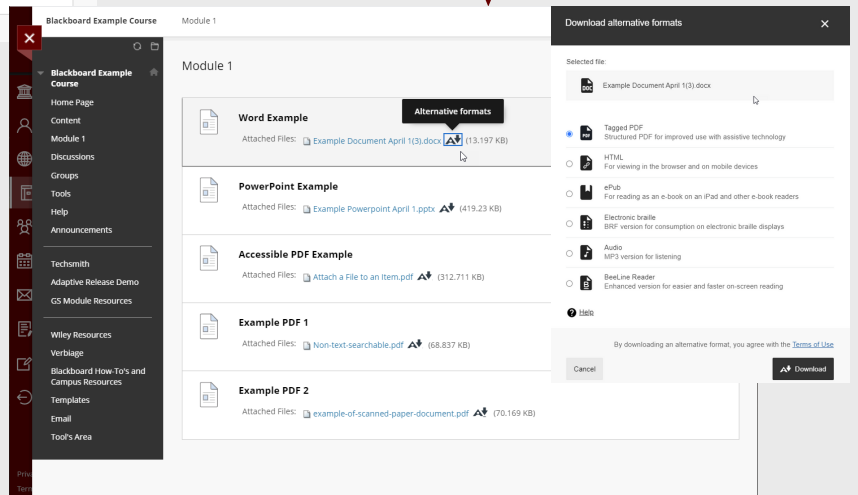 Blackboard Example Course
Module 1
Blackboard Example
Course
Home Page
Content
Module 1
Discussions
Groups
Tools
Help
Announcements
Techsmith
Adaptive Release Demo
GS Module Resources
Wiley Resources
Verbiage
Blackboard How-To's and
Campus Resources
Templates
Email
Tool's Area
Module 1
Word Example
Alternative formats
Attached Files: Example Document April 1(3).docx (13.197 KB)
PowerPoint Example
Attached Files: Example Powerpoint April 1.pptx (419.23 KB)
Accessible PDF Example
Attached Files: Attach a File to an Item.pdf (312.711 KB)
Example PDF 1
Attached Files: Non-text-searchable.pdf (68.837 KB)
Example PDF 2
Attached Files: example-of-scanned-paper-document.pdf (70.169 KB)
Download alternative formats
Selected file:
DOC Example Document April 1(3).docx
Tagged PDF
PDF Structured PDF for improved use with assistive technology
HTML
For viewing in the browser and on mobile devices
ePub
For reading as an e-book on an iPad and other e-book readers
Electronic braille
BRF version for consumption on electronic braille displays
Audio
MP3 version for listening
BeeLine Reader
Enhanced version for easier and faster on-screen reading
Help
By downloading an alternative format, you agree with the Terms of Use
Cancel
Download